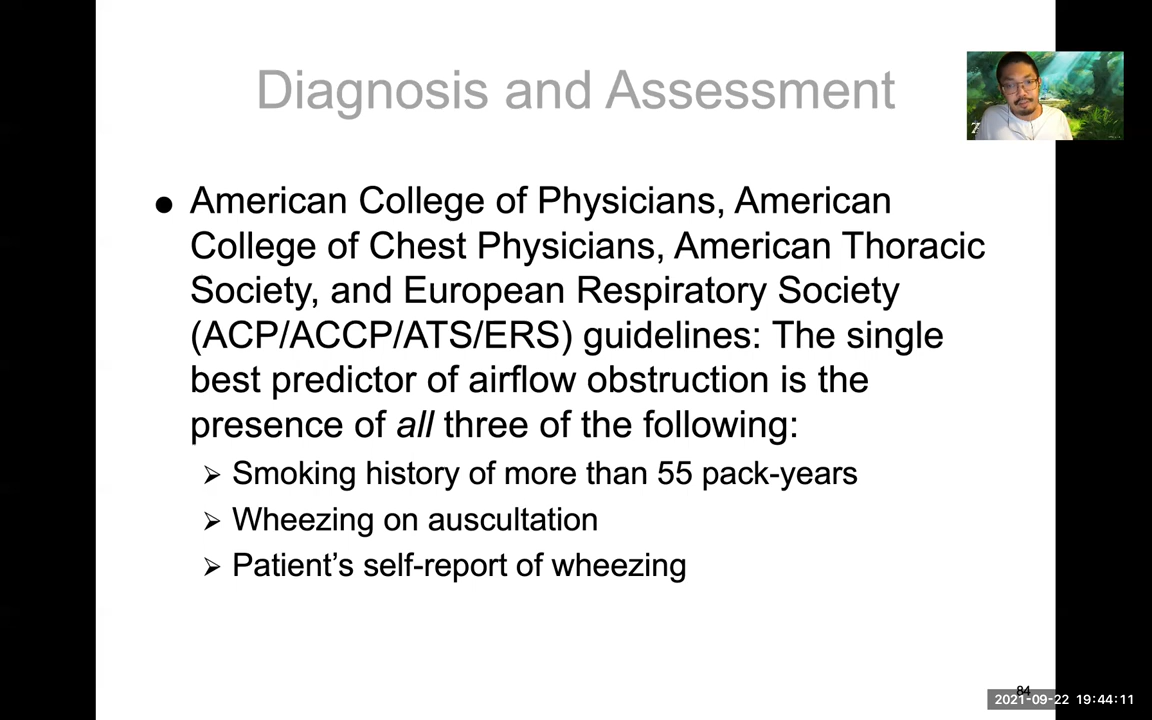 Diagnosis and Assessment
● American College of Physicians, American
College of Chest Physicians, American Thoracic
Society, and European Respiratory Society
(ACP/ACCP/ATS/ERS) guidelines: The single
best predictor of airflow obstruction is the
presence of all three of the following:
➢ Smoking history of more than 55 pack-years
➢ Wheezing on auscultation
➢ Patient’s self-report of wheezing
84
2021-09-22 19:44:11